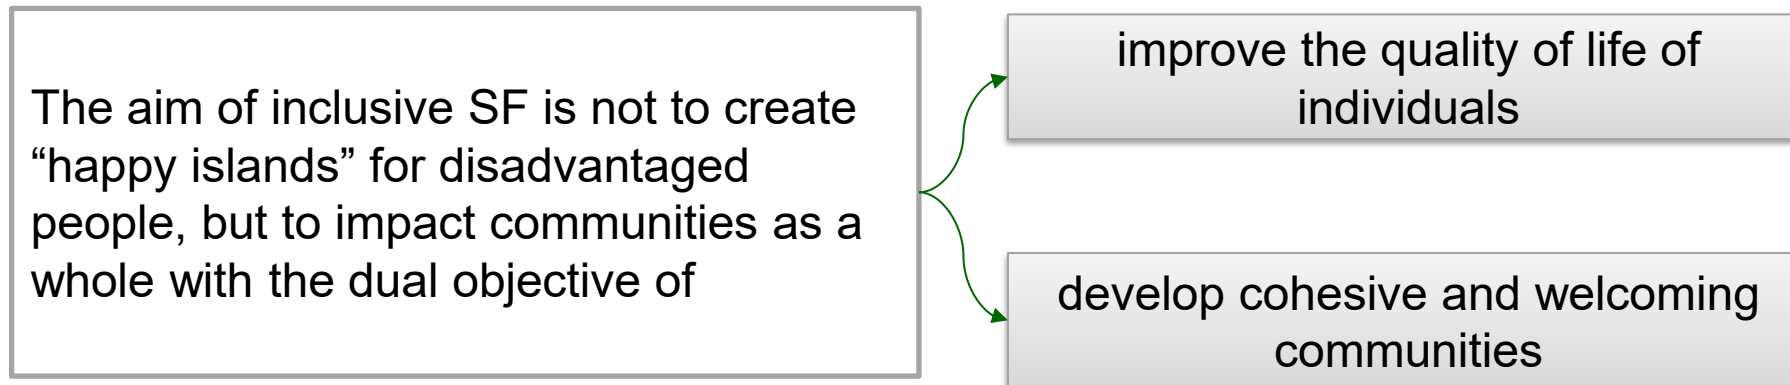 The aim of inclusive SF is not to create
“happy islands” for disadvantaged
people, but to impact communities as a
whole with the dual objective of
improve the quality of life of
individuals
develop cohesive and welcoming
communities